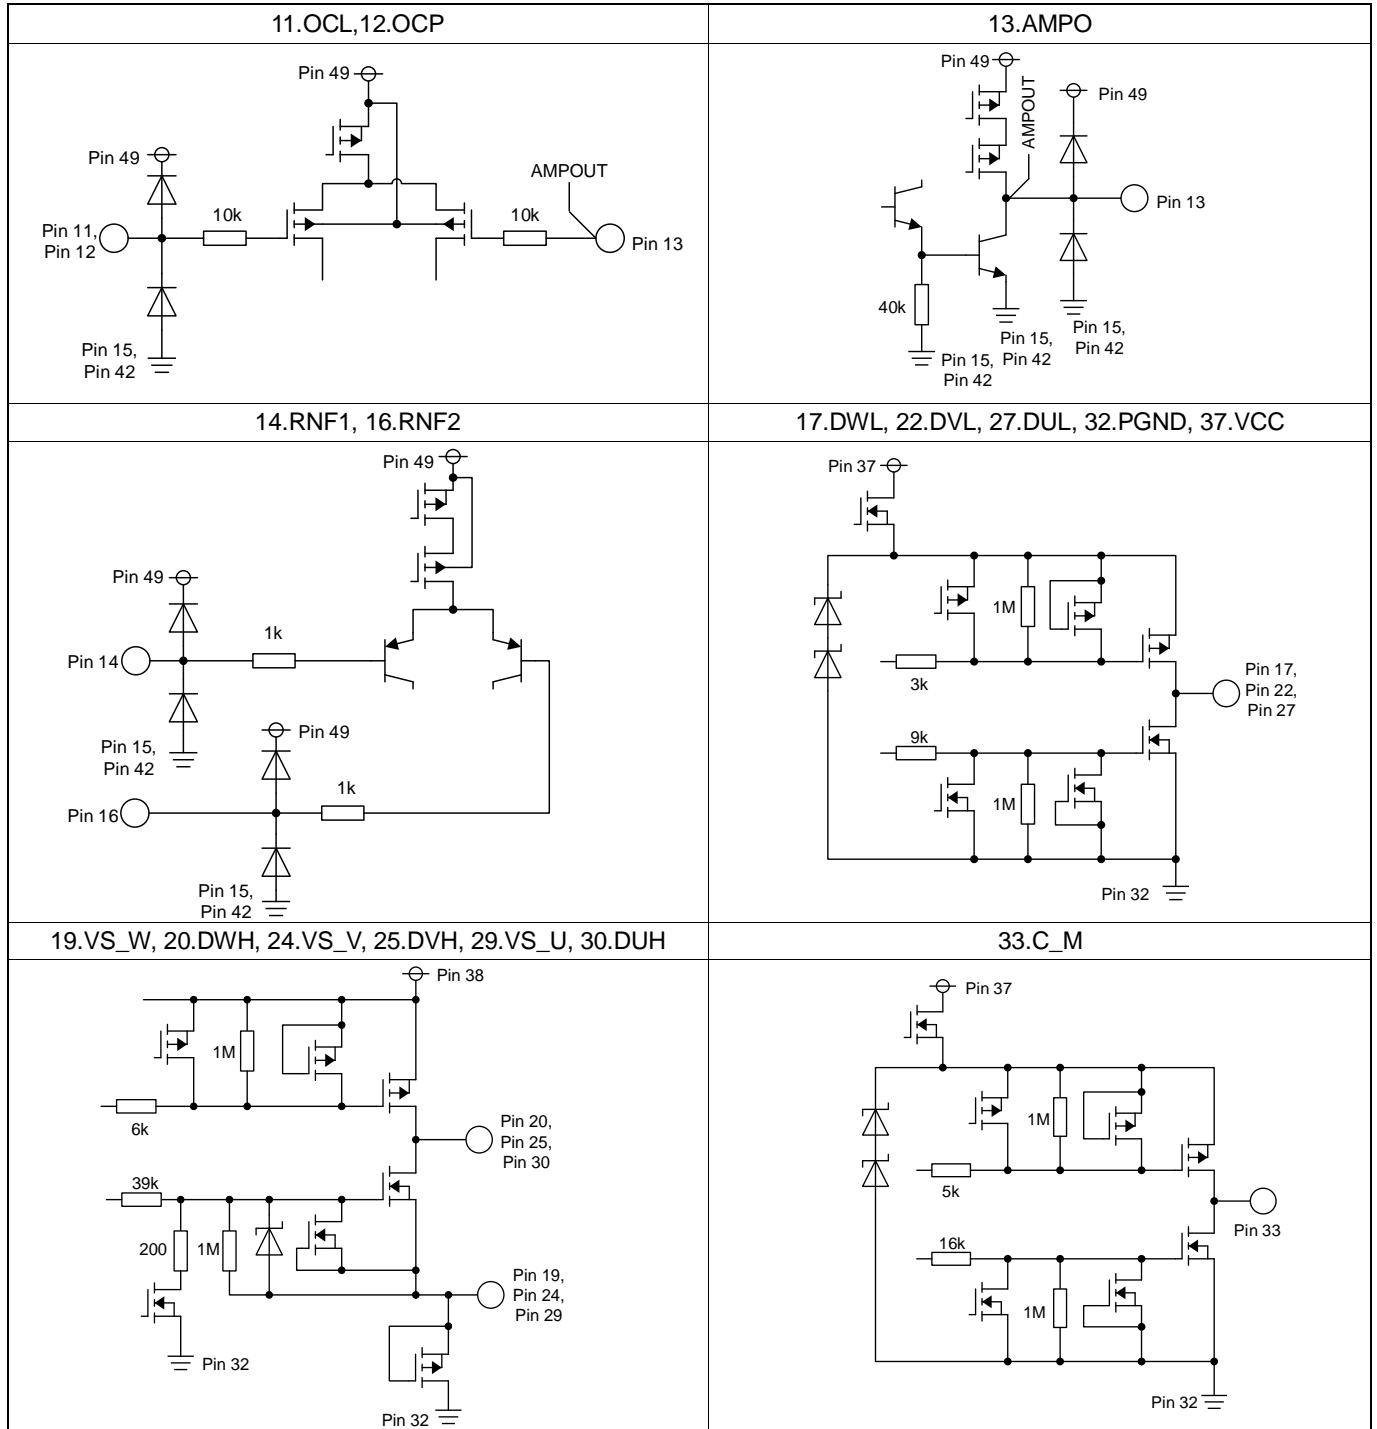 11.OCL,12.OCP
Pin 49
Pin 49
AMPOUT
10k
10k
Pin 11,
Pin 12
Pin 13
Pin 15,
Pin 42
13.AMPO
Pin 49
Pin 49
AMPOUT
Pin 13
40k
Pin 15,
Pin 42
Pin 15,
Pin 42
Pin 15,
Pin 42
14.RNF1, 16.RNF2
Pin 49
Pin 49
1k
Pin 14
Pin 15,
Pin 42
Pin 49
1k
Pin 16
Pin 15,
Pin 42
17.DWL, 22.DVL, 27.DUL, 32.PGND, 37.VCC
Pin 37
1M
3k
Pin 17,
Pin 22,
Pin 27
9k
1M
Pin 32
19.VS_W, 20.DWH, 24.VS_V, 25.DVH, 29.VS_U, 30.DUH
Pin 38
1M
6k
Pin 20,
Pin 25,
Pin 30
39k
200
1M
Pin 19,
Pin 24,
Pin 29
Pin 32
Pin 32
33.C_M
Pin 37
1M
5k
Pin 33
16k
1M
Pin 32